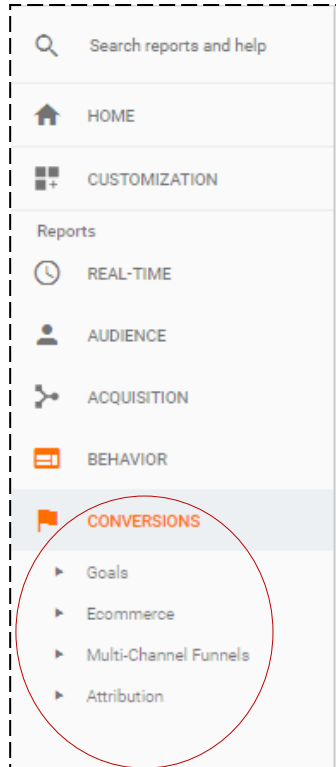 Search reports and help
HOME
CUSTOMIZATION
Reports
REAL-TIME
AUDIENCE
ACQUISITION
BEHAVIOR
CONVERSIONS
Goals
Ecommerce
Multi-Channel Funnels
Attribution